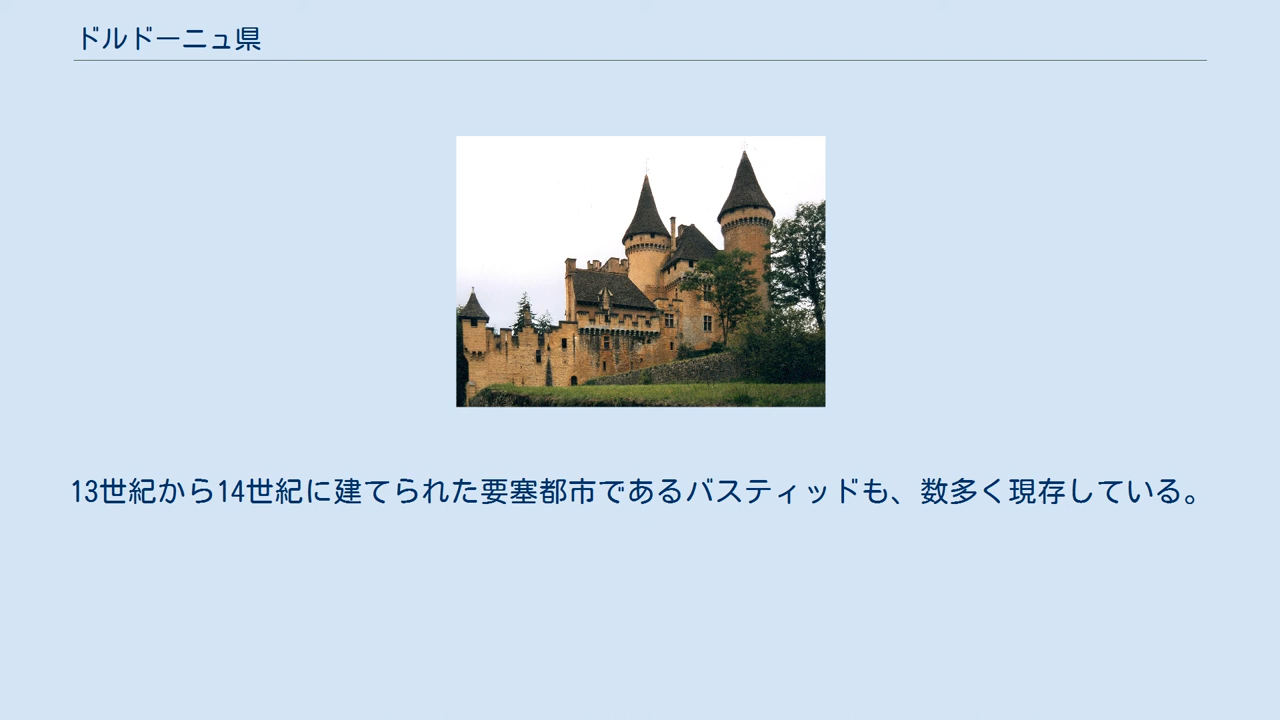 ドルドーニュ県
13世紀から14世紀に建てられた要塞都市であるバスティッドも、数多く現存している。